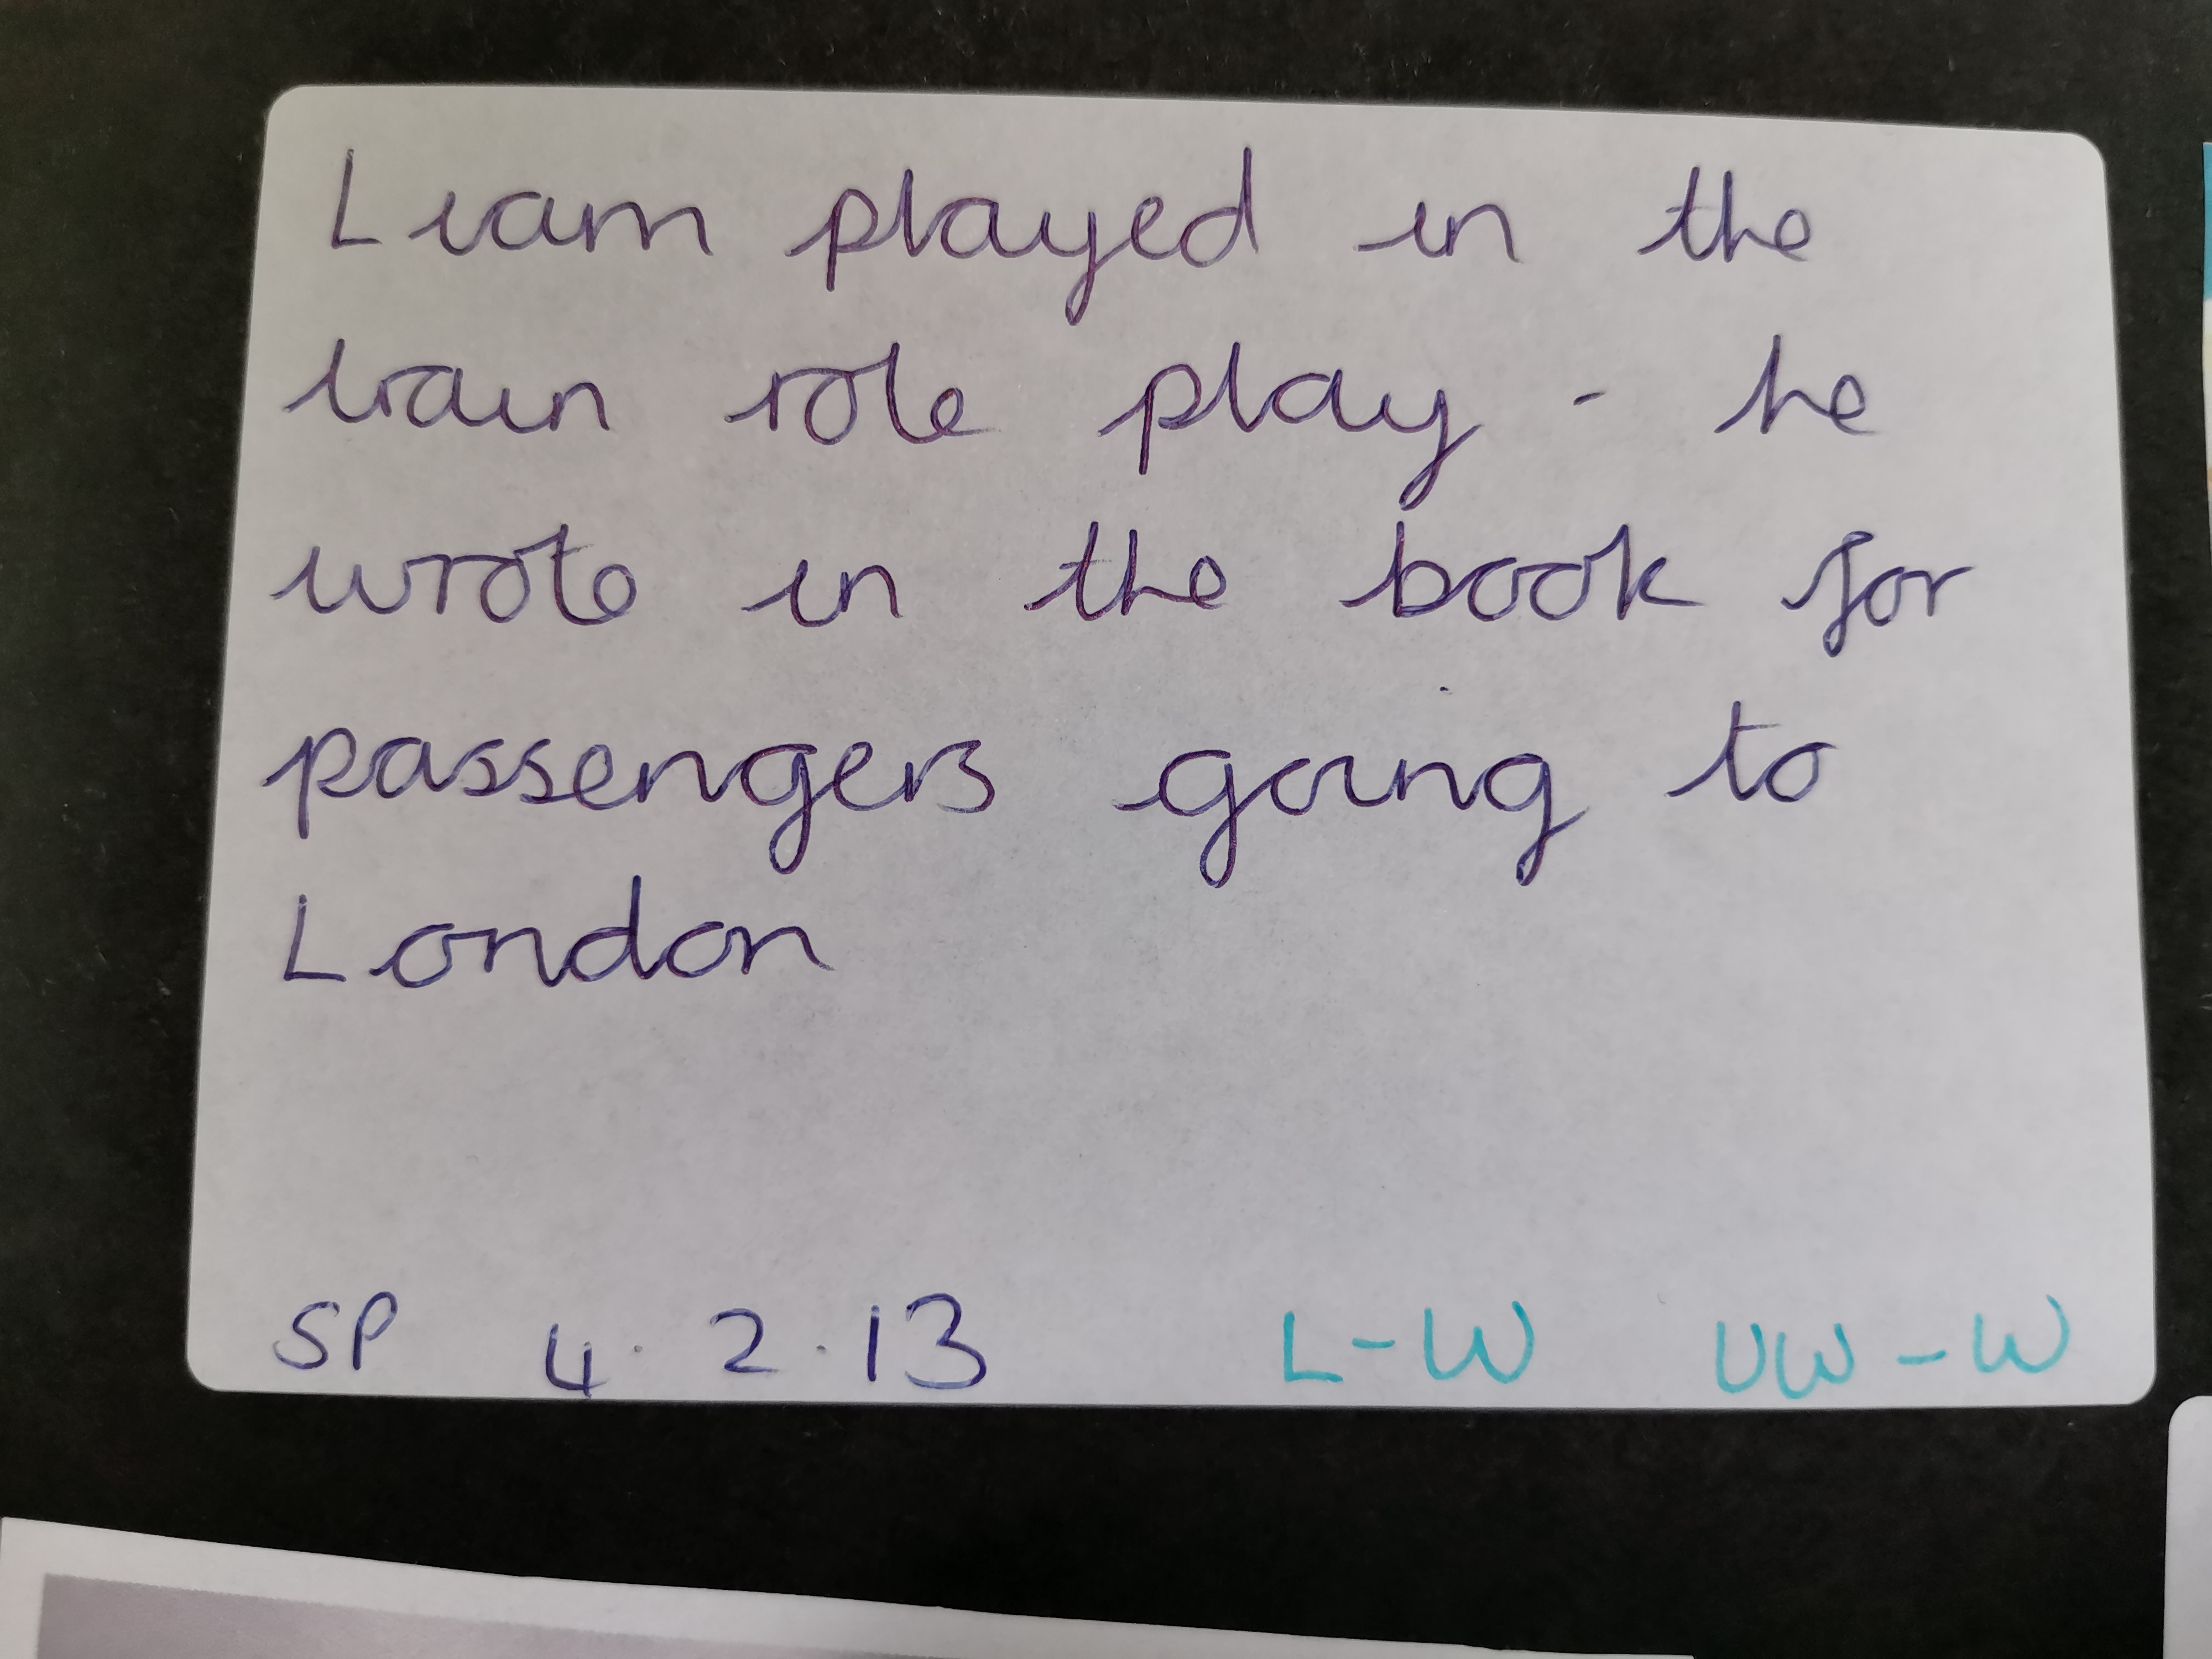 Liam played in the
train role play - he
wrote in the book for
passengers going to
London
SP 4.2.13 L-W UW-W